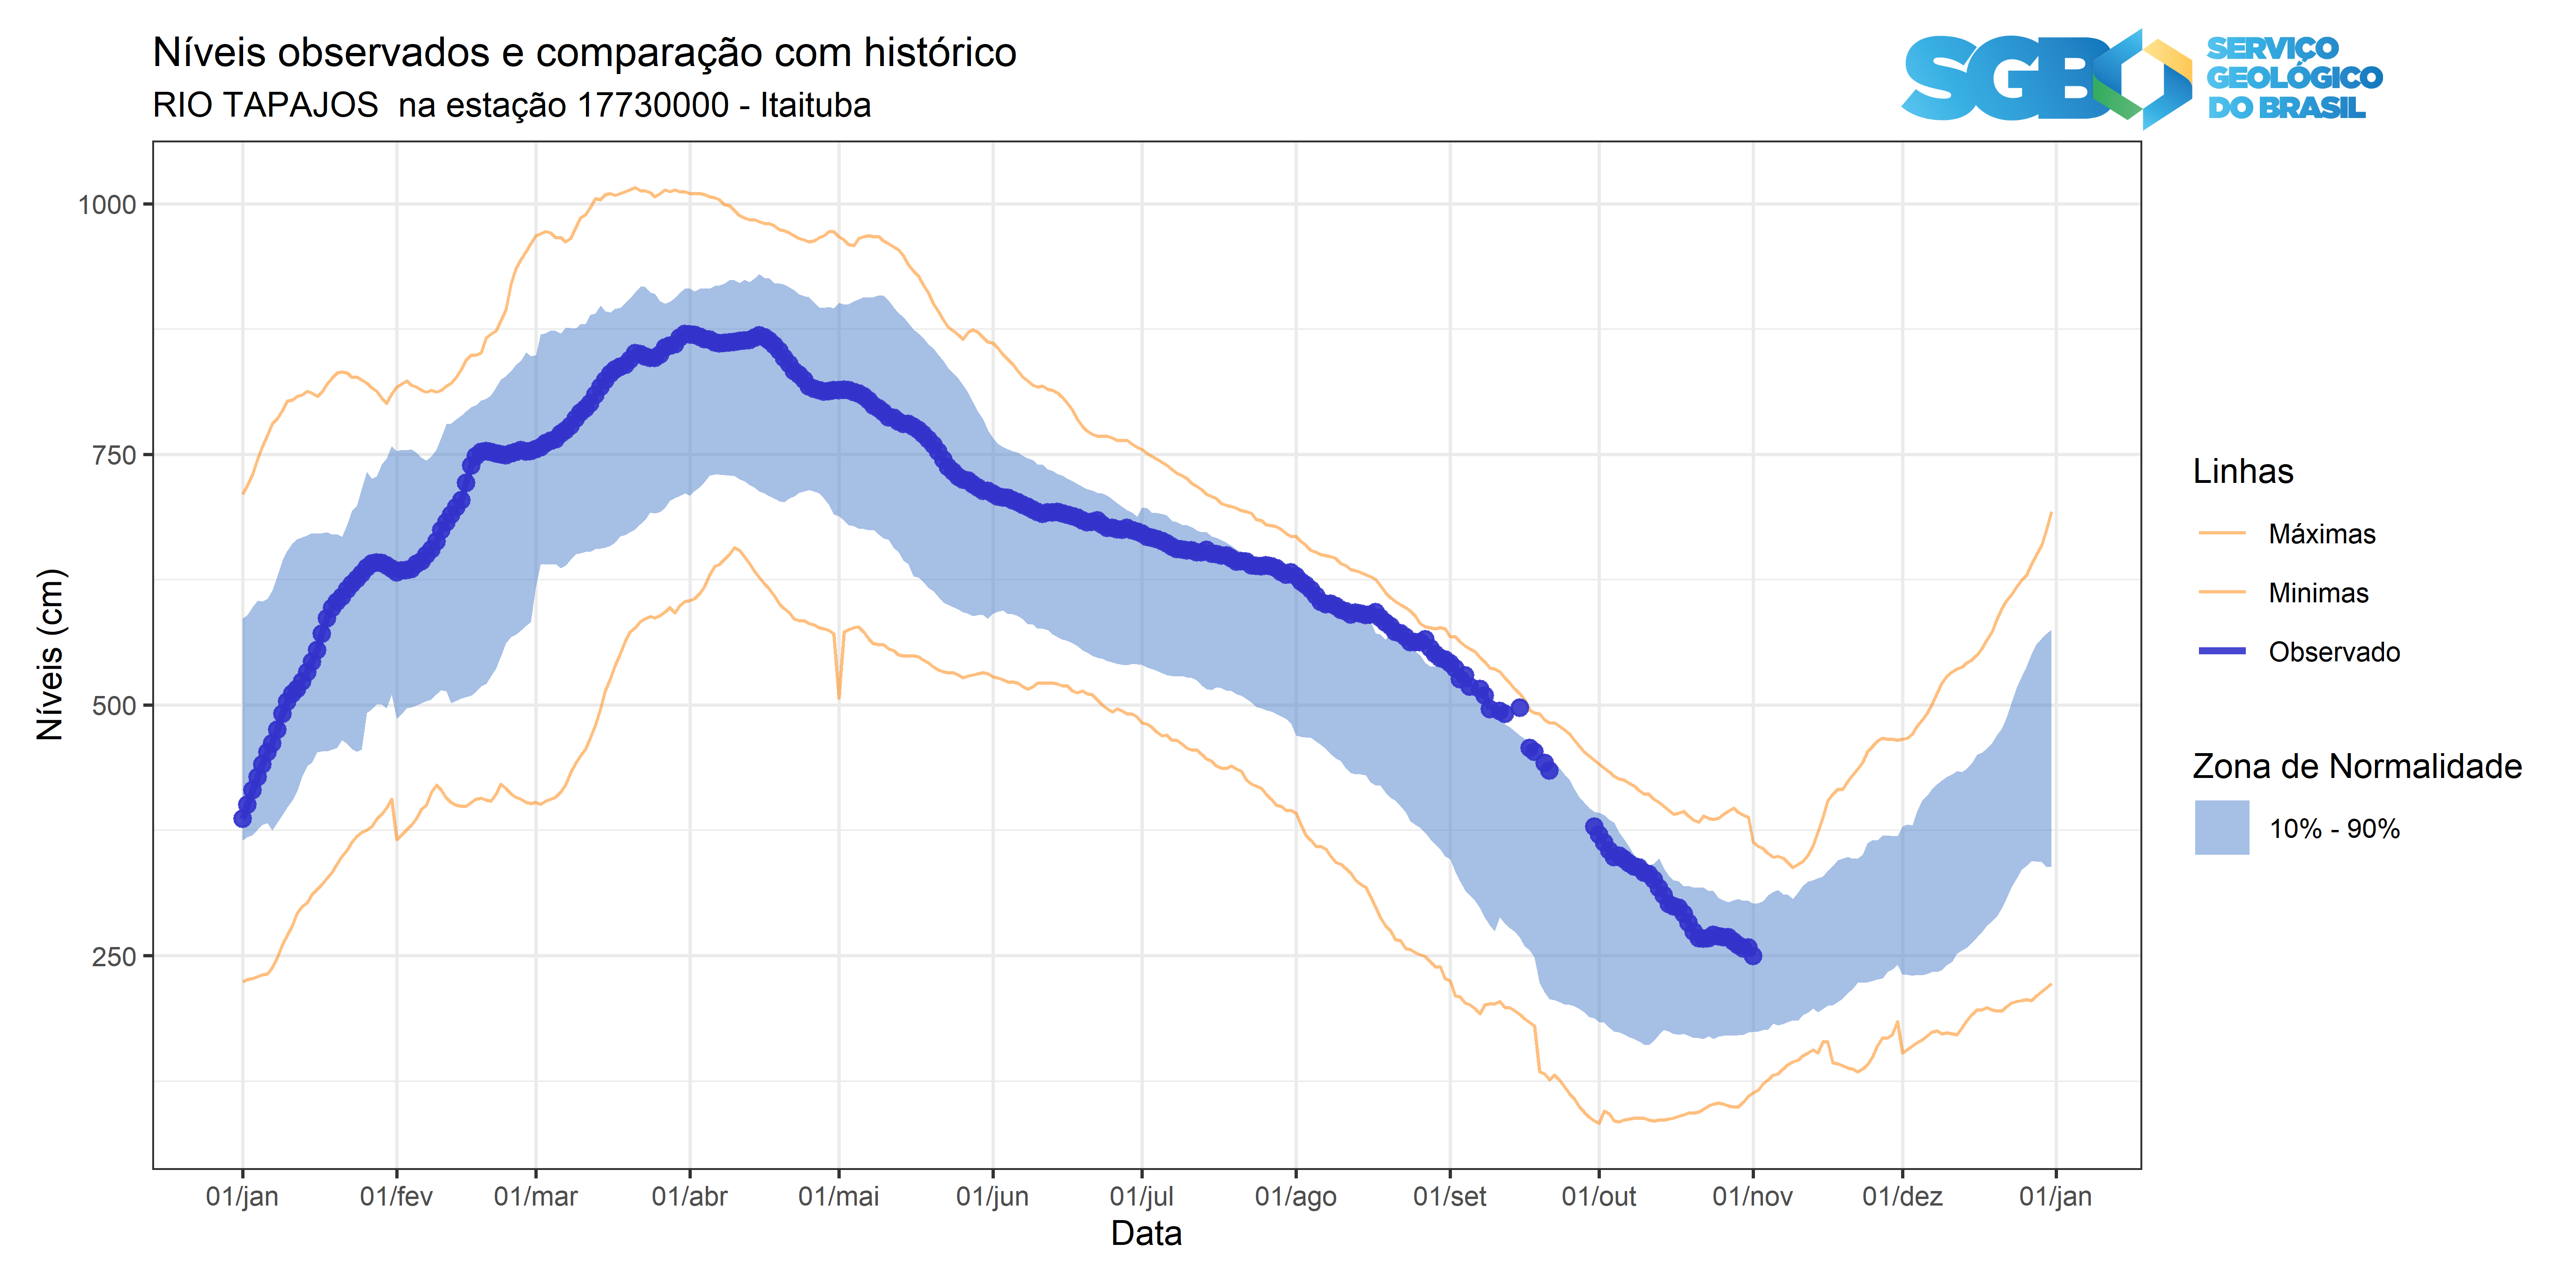 Níveis observados e comparação com histórico
RIO TAPAJOS  na estação 17730000 - Itaituba
SGB
SERVIÇO
GEOLÓGICO
DO BRASIL
1000
750
500
250
Níveis (cm)
01/jan
01/fev
01/mar
01/abr
01/mai
01/jun
01/jul
01/ago
01/set
01/out
01/nov
01/dez
01/jan
Data
Linhas
Máximas
Minimas
Observado
Zona de Normalidade
10% - 90%